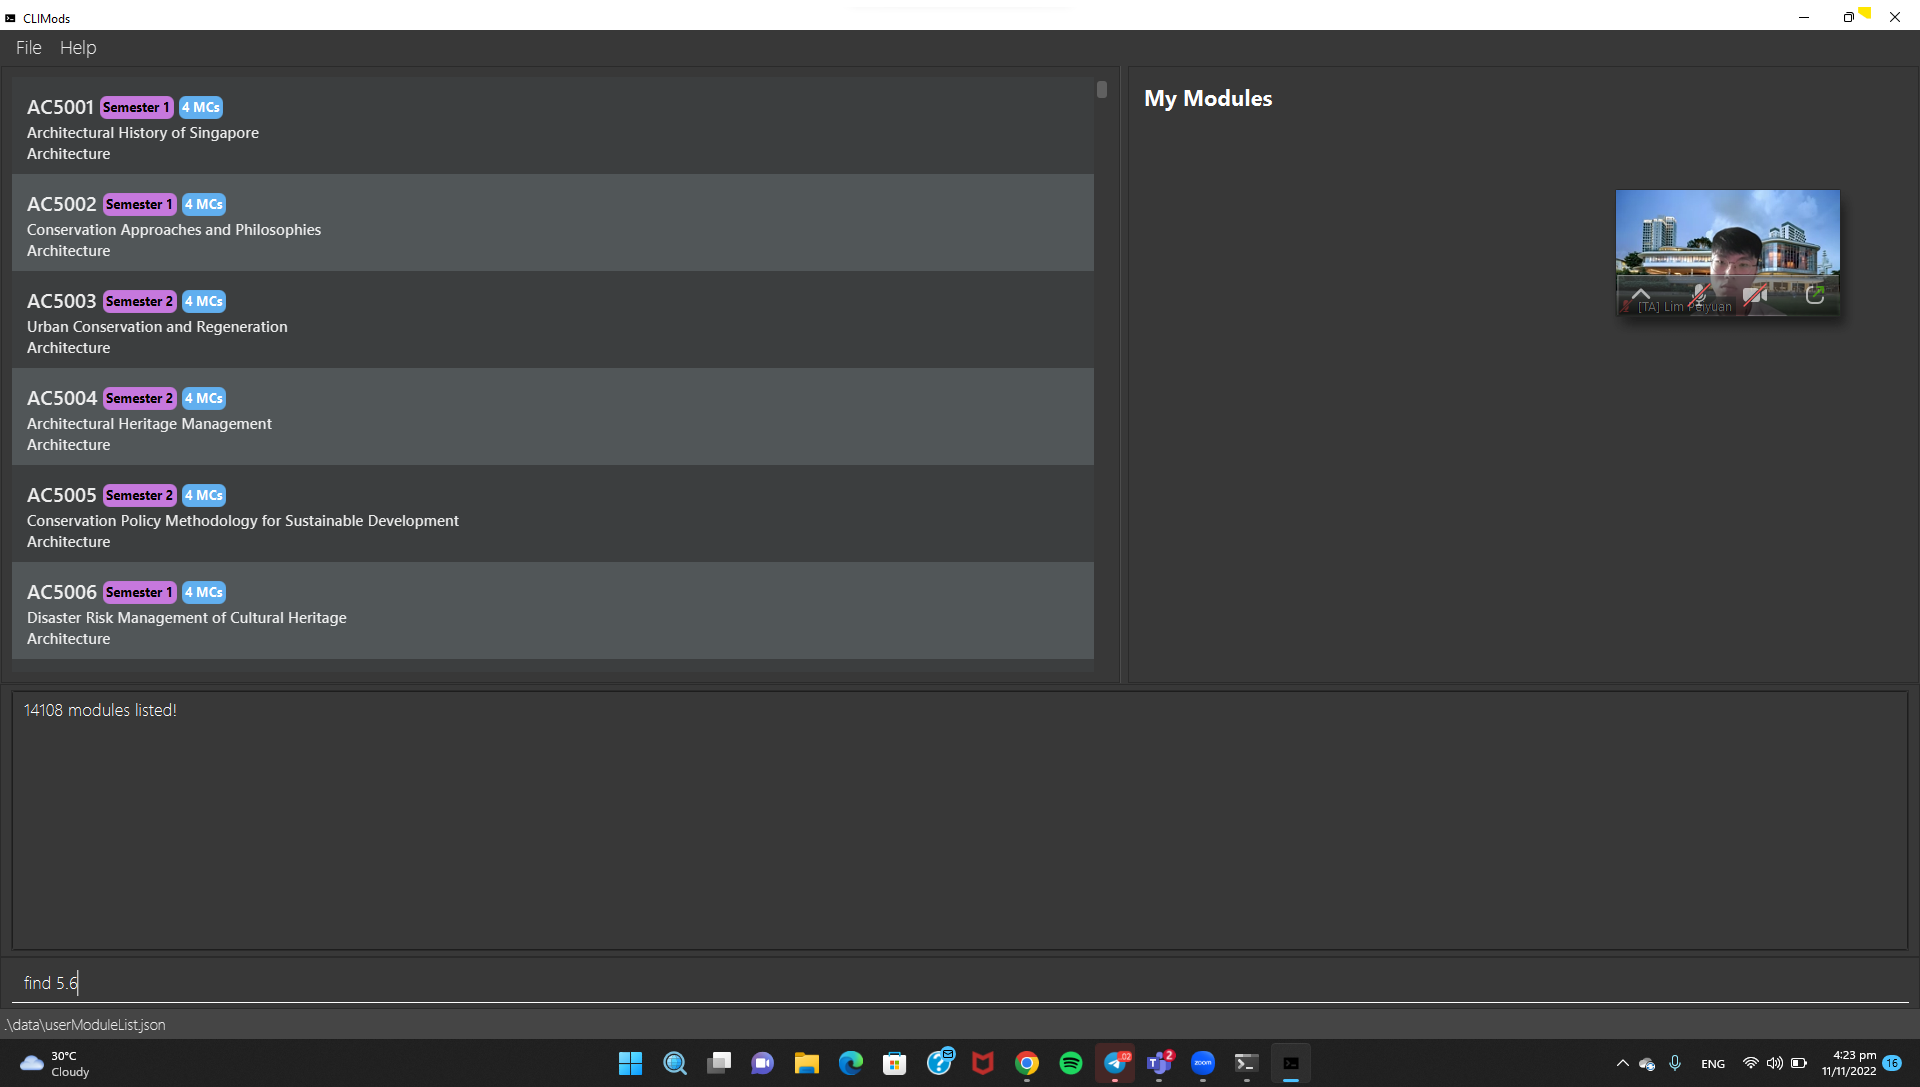 CLIMods
File Help
AC5001 Semester 1 4 MCs
Architectural History of Singapore
Architecture
AC5002 Semester 1 4 MCs
Conservation Approaches and Philosophies
Architecture
AC5003 Semester 2 4 MCs
Urban Conservation and Regeneration
Architecture
AC5004 Semester 2 4 MCs
Architectural Heritage Management
Architecture
AC5005 Semester 2 4 MCs
Conservation Policy Methodology for Sustainable Development
Architecture
AC5006 Semester 1 4 MCs
Disaster Risk Management of Cultural Heritage
Architecture
My Modules
[TA] Lim Peiyuan
14108 modules listed!
find 5.6
.\data\userModuleList.json
30°C
Cloudy
02
2
zoom
ENG
4:23 pm
11/11/2022
16